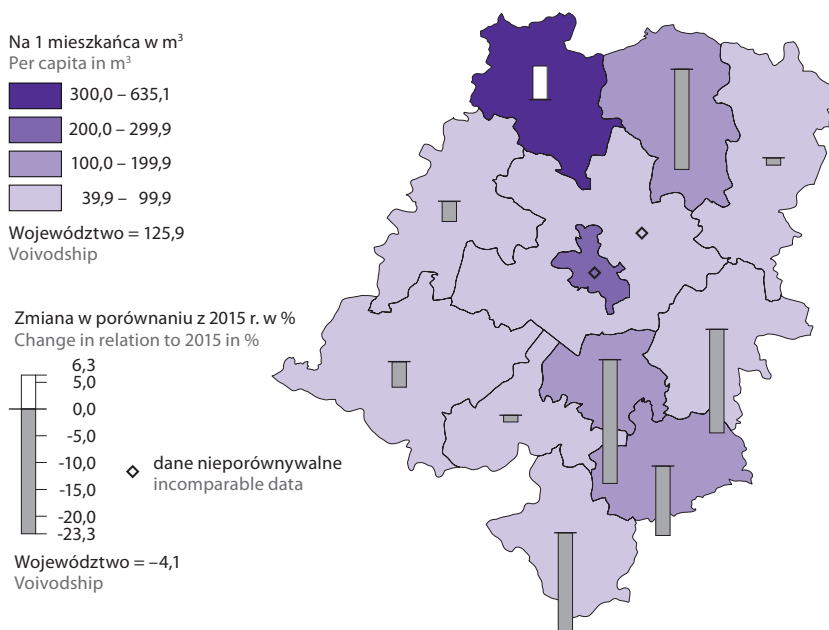 Na 1 mieszkańca w m³
Per capita in m³
300,0 – 635,1
200,0 – 299,9
100,0 – 199,9
39,9 – 99,9
Województwo = 125,9
Voivodship
Zmiana w porównaniu z 2015 r. w %
Change in relation to 2015 in %
6,3
5,0
0,0
-5,0
-10,0
-15,0
-20,0
-23,3
dane nieporównywalne
incomparable data
Województwo = –4,1
Voivodship